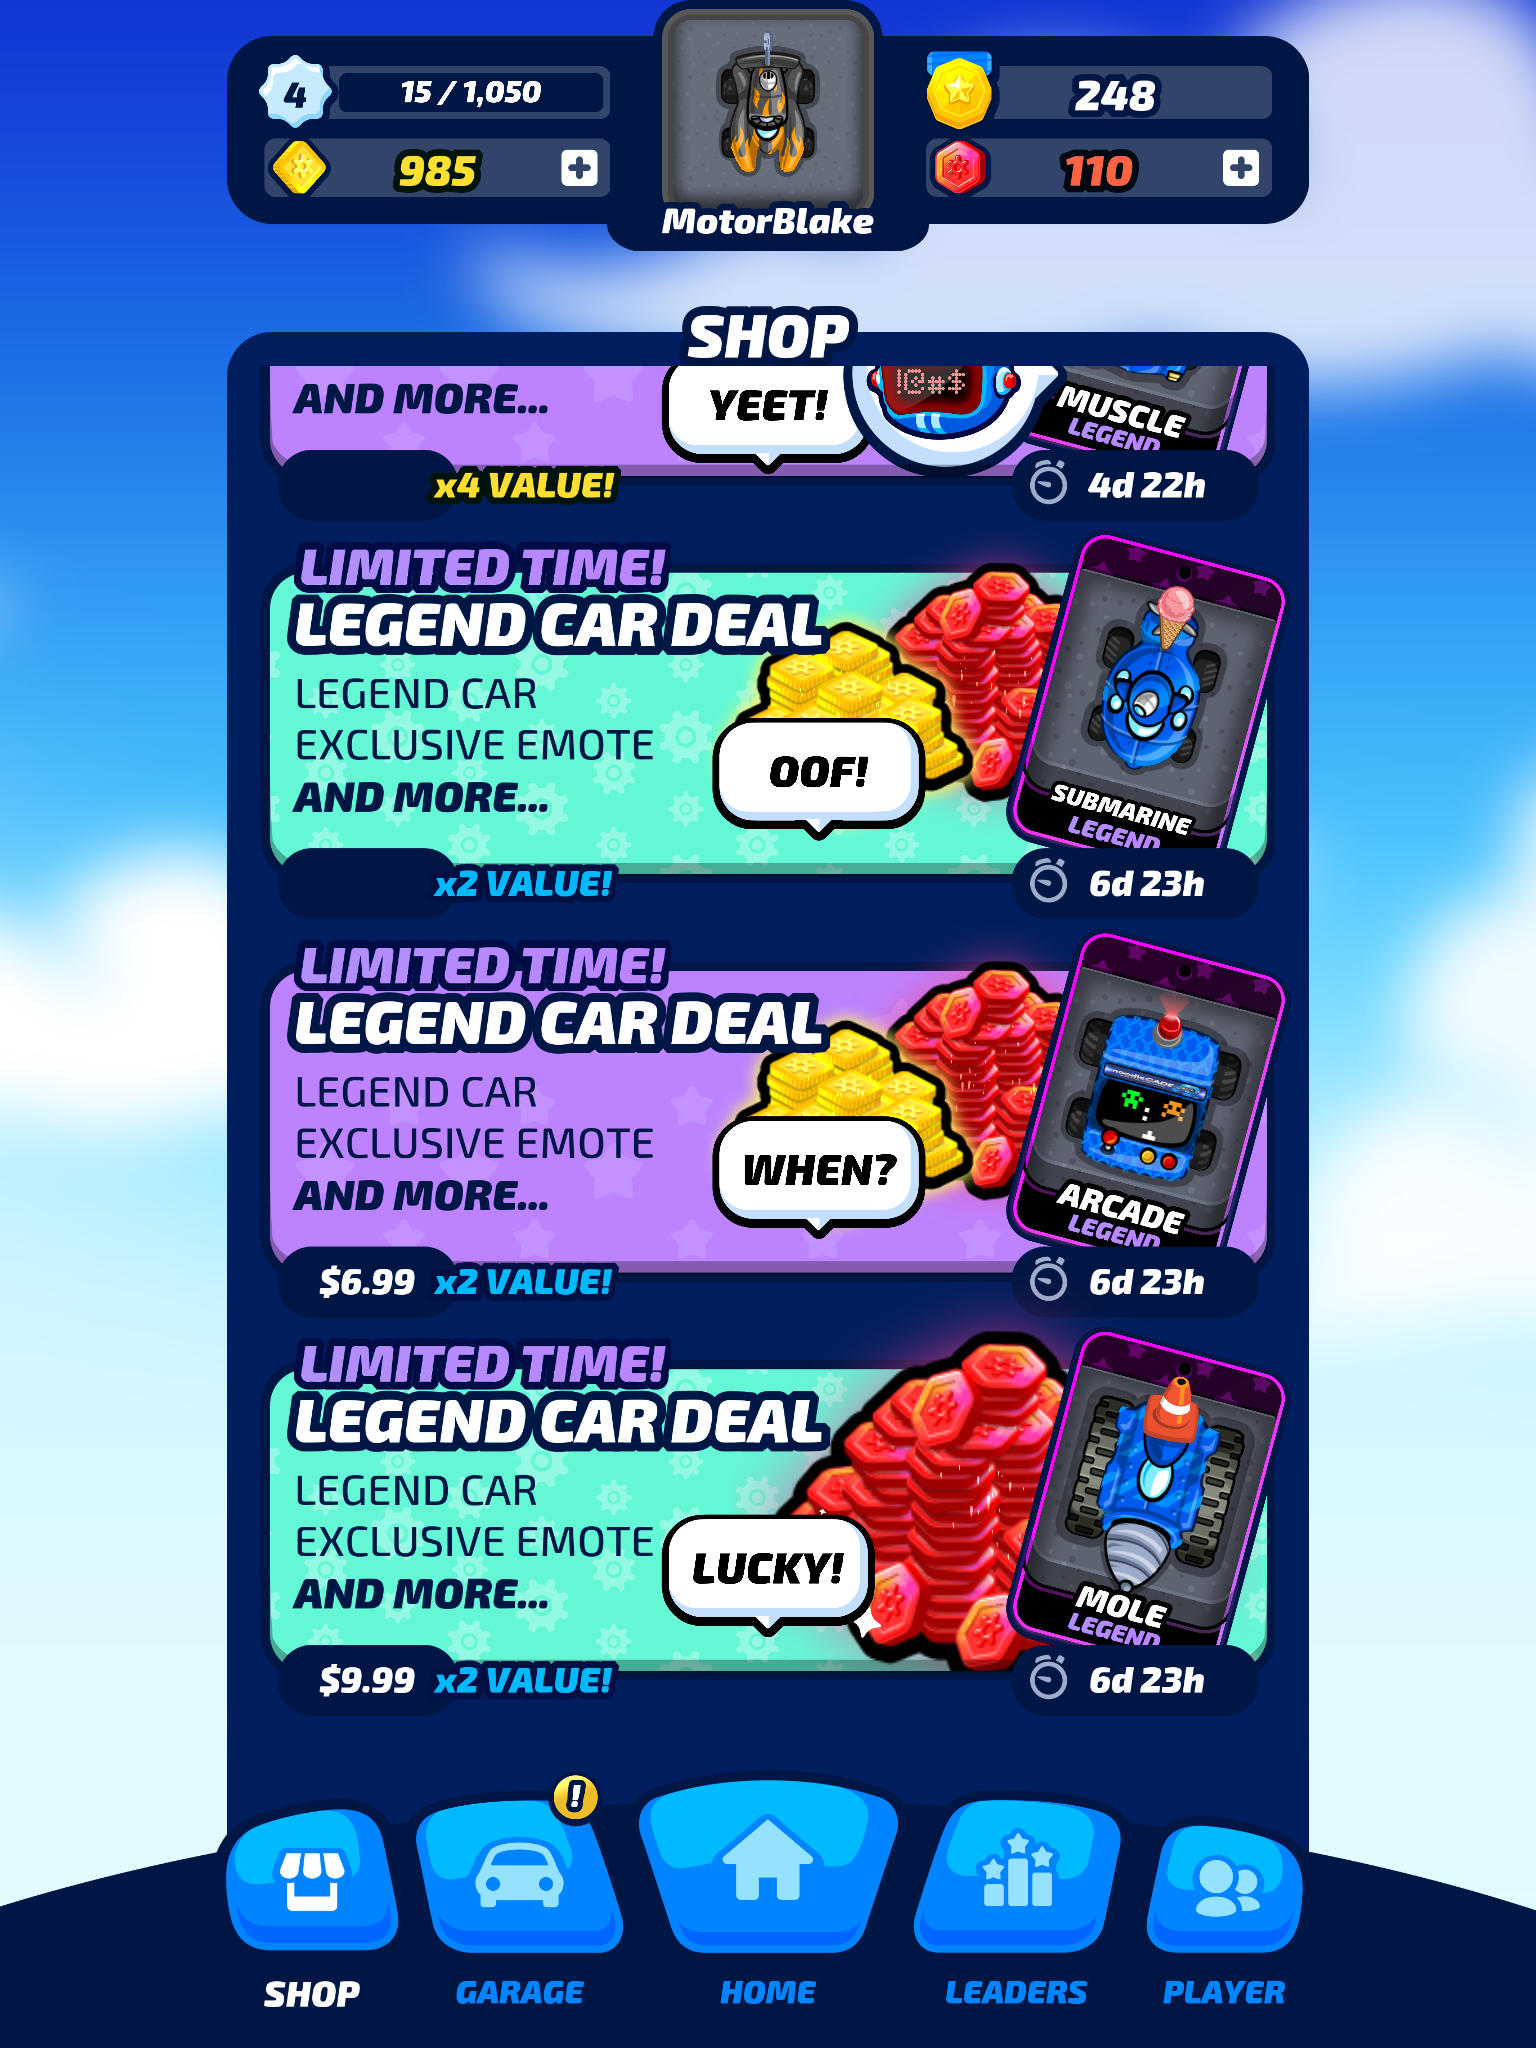 4
15 / 1,050
248
985
110
MotorBlake
SHOP
AND MORE...
YEET!
!@#$
MUSCLE
LEGEND
x4 VALUE!
4d 22h
LIMITED TIME!
LEGEND CAR DEAL
LEGEND CAR
EXCLUSIVE EMOTE
AND MORE...
OOF!
SUBMARINE
LEGEND
x2 VALUE!
6d 23h
LIMITED TIME!
LEGEND CAR DEAL
LEGEND CAR
EXCLUSIVE EMOTE
AND MORE...
WHEN?
noodleCADE
ARCADE
LEGEND
$6.99
x2 VALUE!
6d 23h
LIMITED TIME!
LEGEND CAR DEAL
LEGEND CAR
EXCLUSIVE EMOTE
AND MORE...
LUCKY!
MOLE
LEGEND
$9.99
x2 VALUE!
6d 23h
!
SHOP
GARAGE
HOME
LEADERS
PLAYER